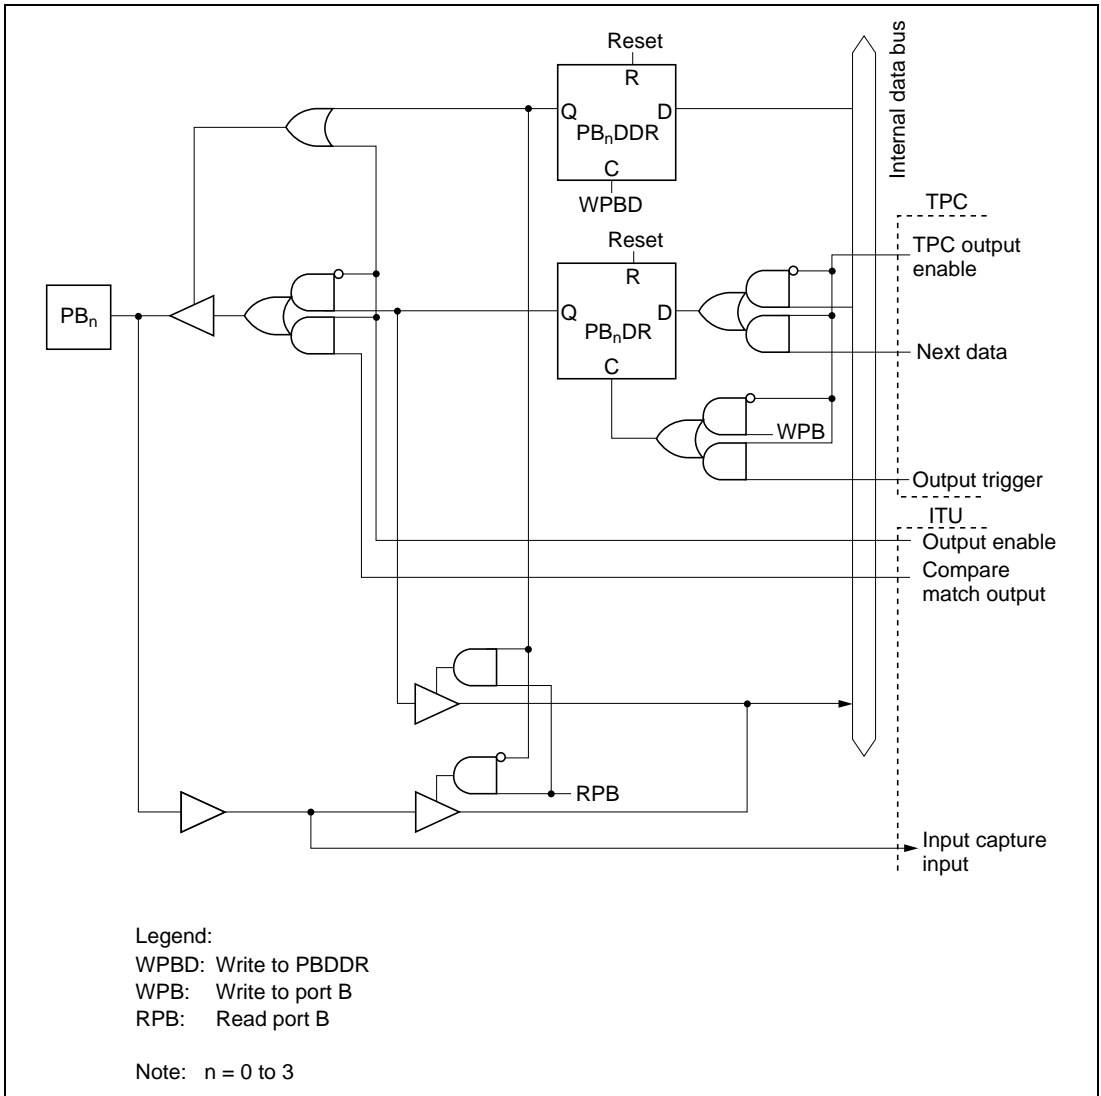 Reset
Internal data bus
R
Q
D
PBnDDR
C
WPBD
TPC
Reset
TPC output
enable
R
PBn
Q
D
PBnDR
C
Next data
WPB
Output trigger
ITU
Output enable
Compare
match output
RPB
Input capture
input
Legend:
WPBD: Write to PBDDR
WPB: Write to port B
RPB: Read port B
Note: n = 0 to 3